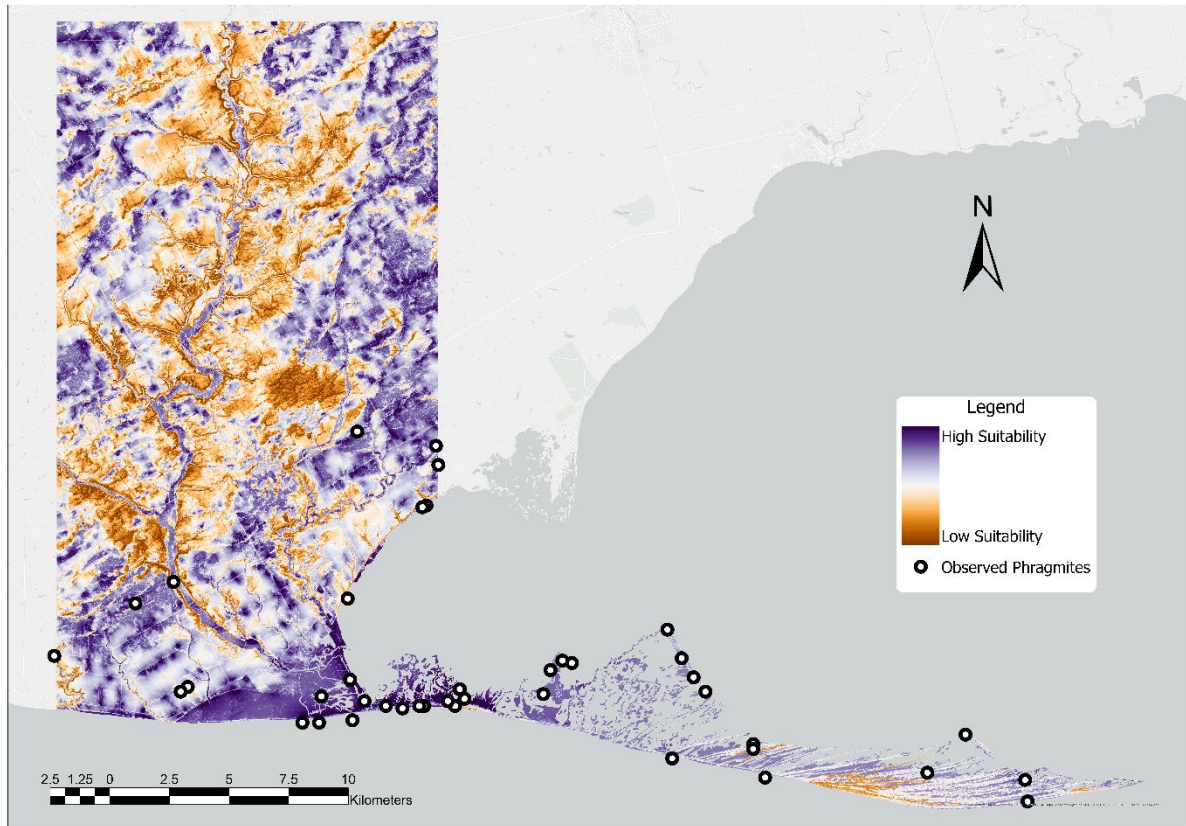 N
Legend
High Suitability
Low Suitability
Observed Phragmites
2.5 1.25 0 2.5 5 7.5 10
Kilometers